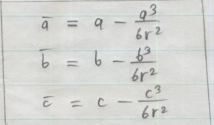 ā = a − a³/6r²
b̄ = b − b³/6r²
c̄ = c − c³/6r²